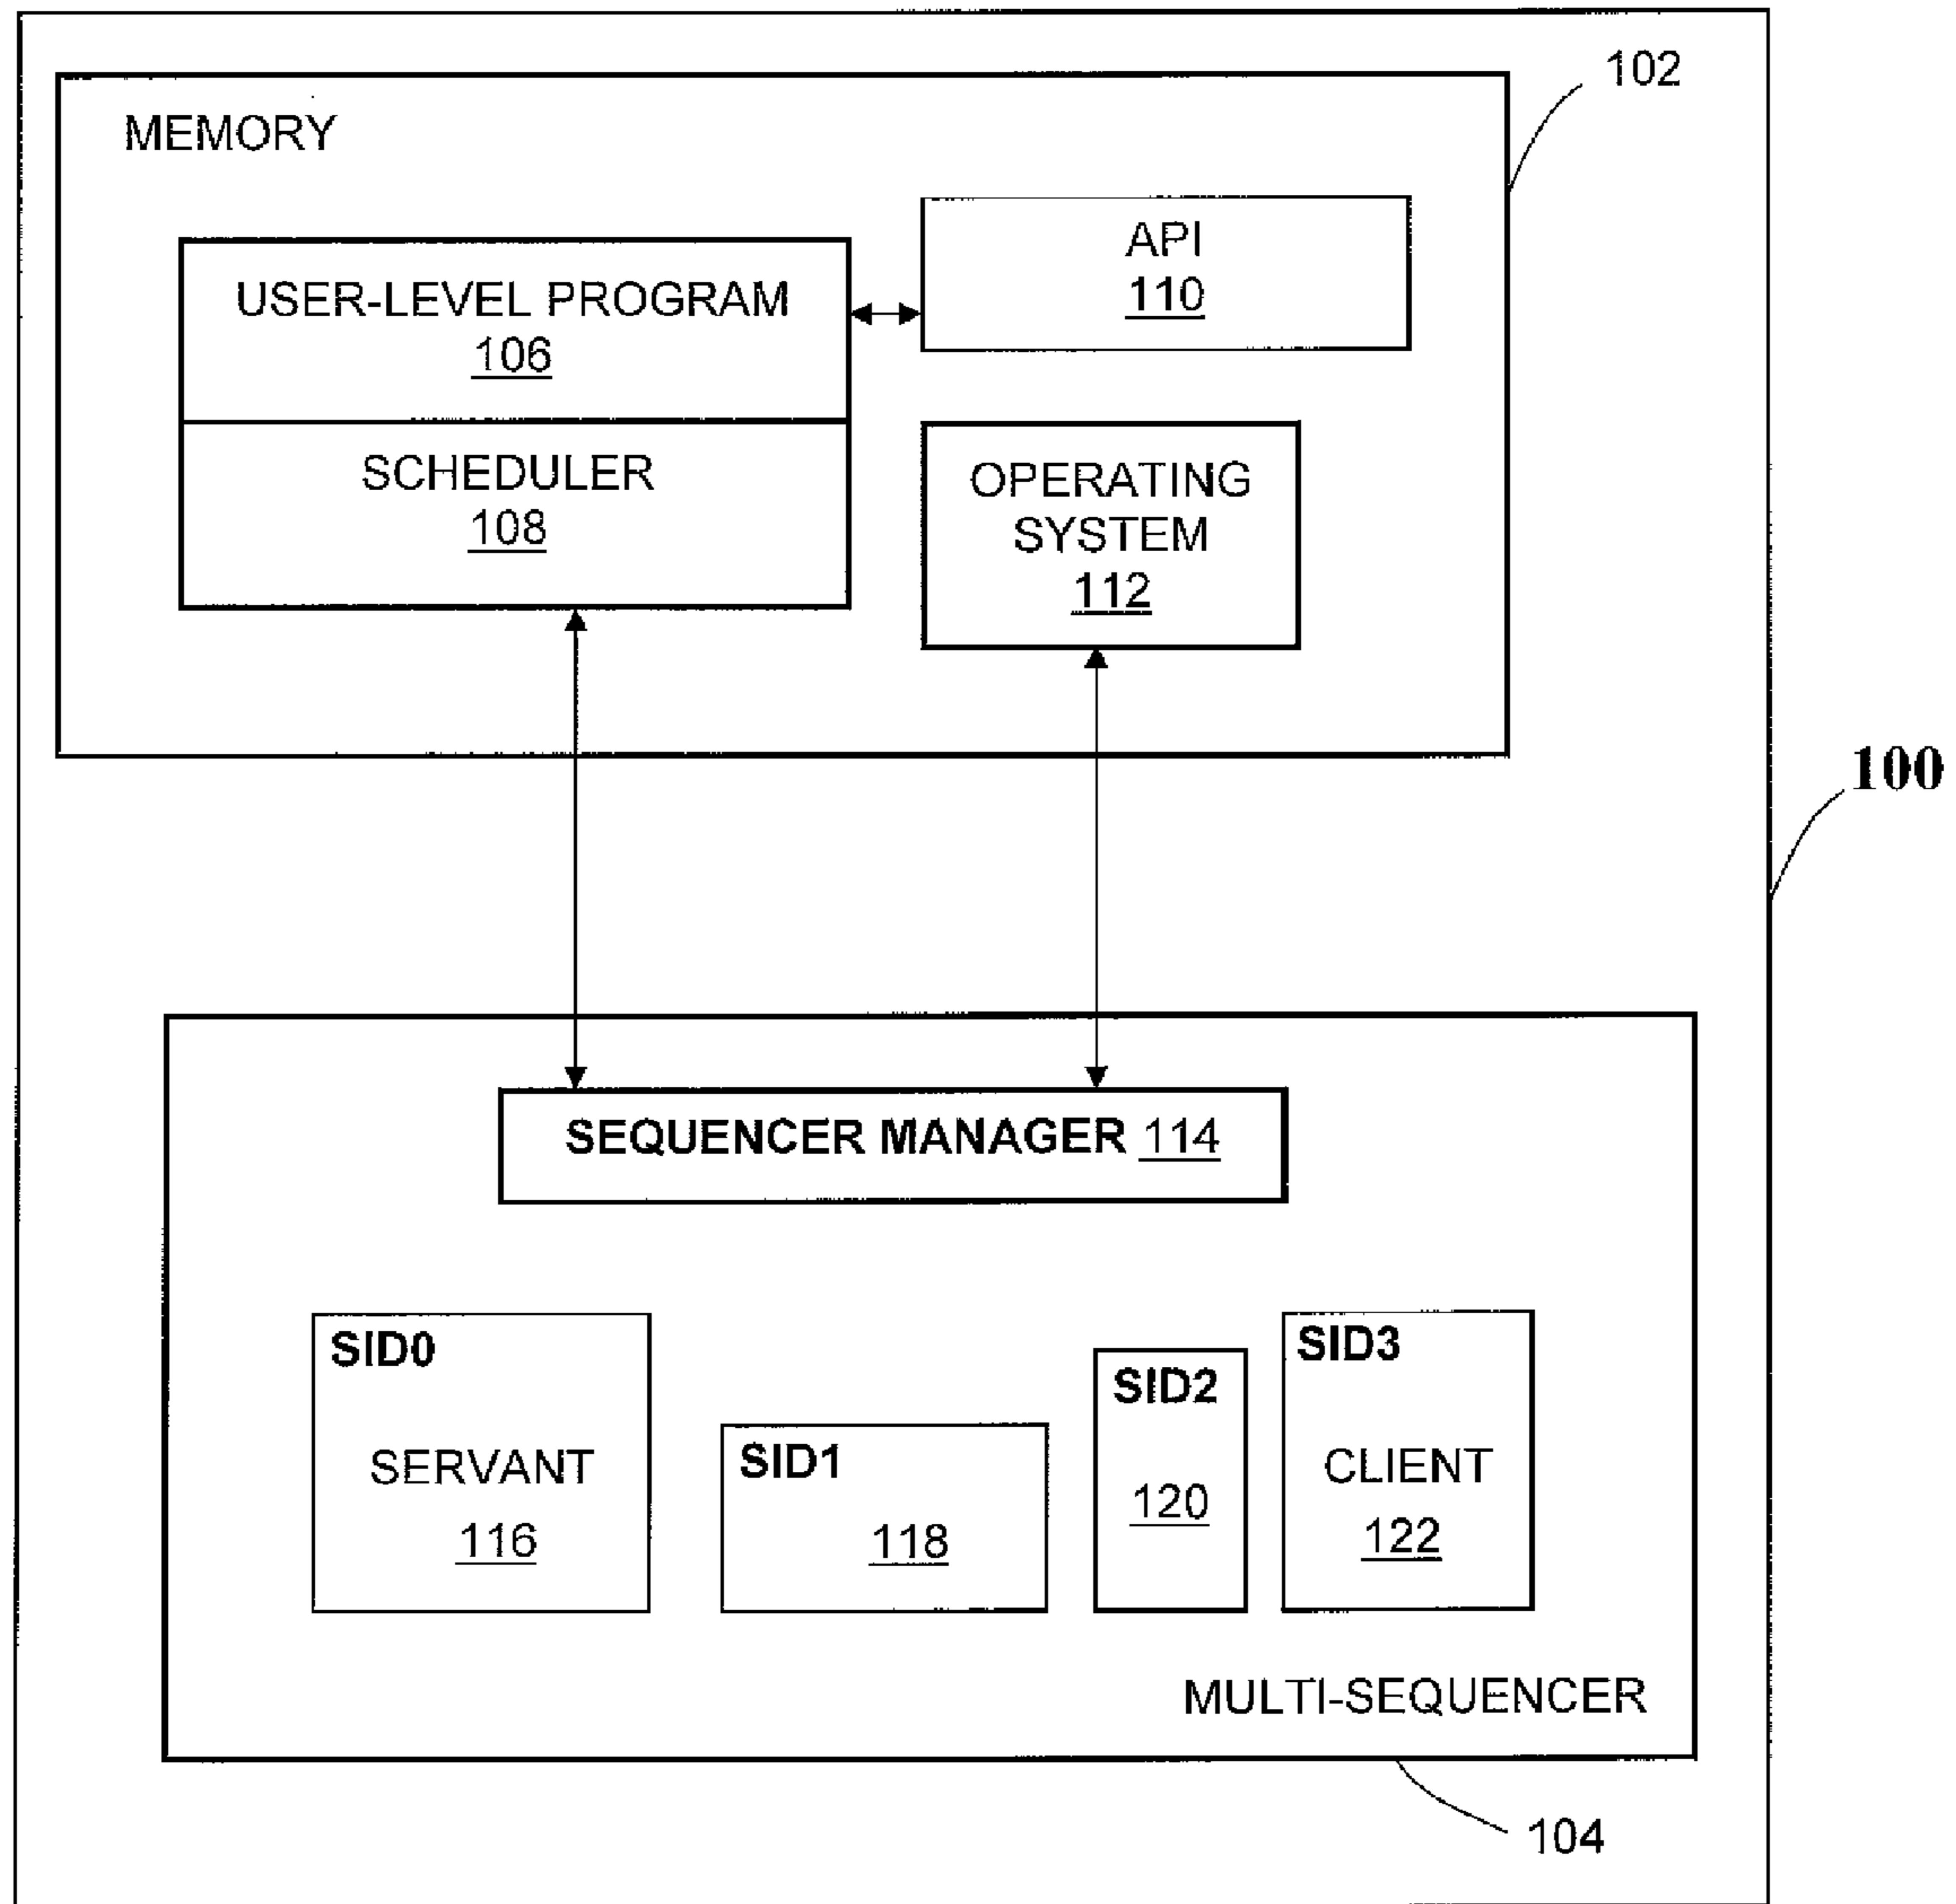 102
MEMORY
API
110
USER-LEVEL PROGRAM
106
SCHEDULER
108
OPERATING
SYSTEM
112
100
SEQUENCER MANAGER 114
SID0
SERVANT
116
SID1
118
SID2
120
SID3
CLIENT
122
MULTI-SEQUENCER
104